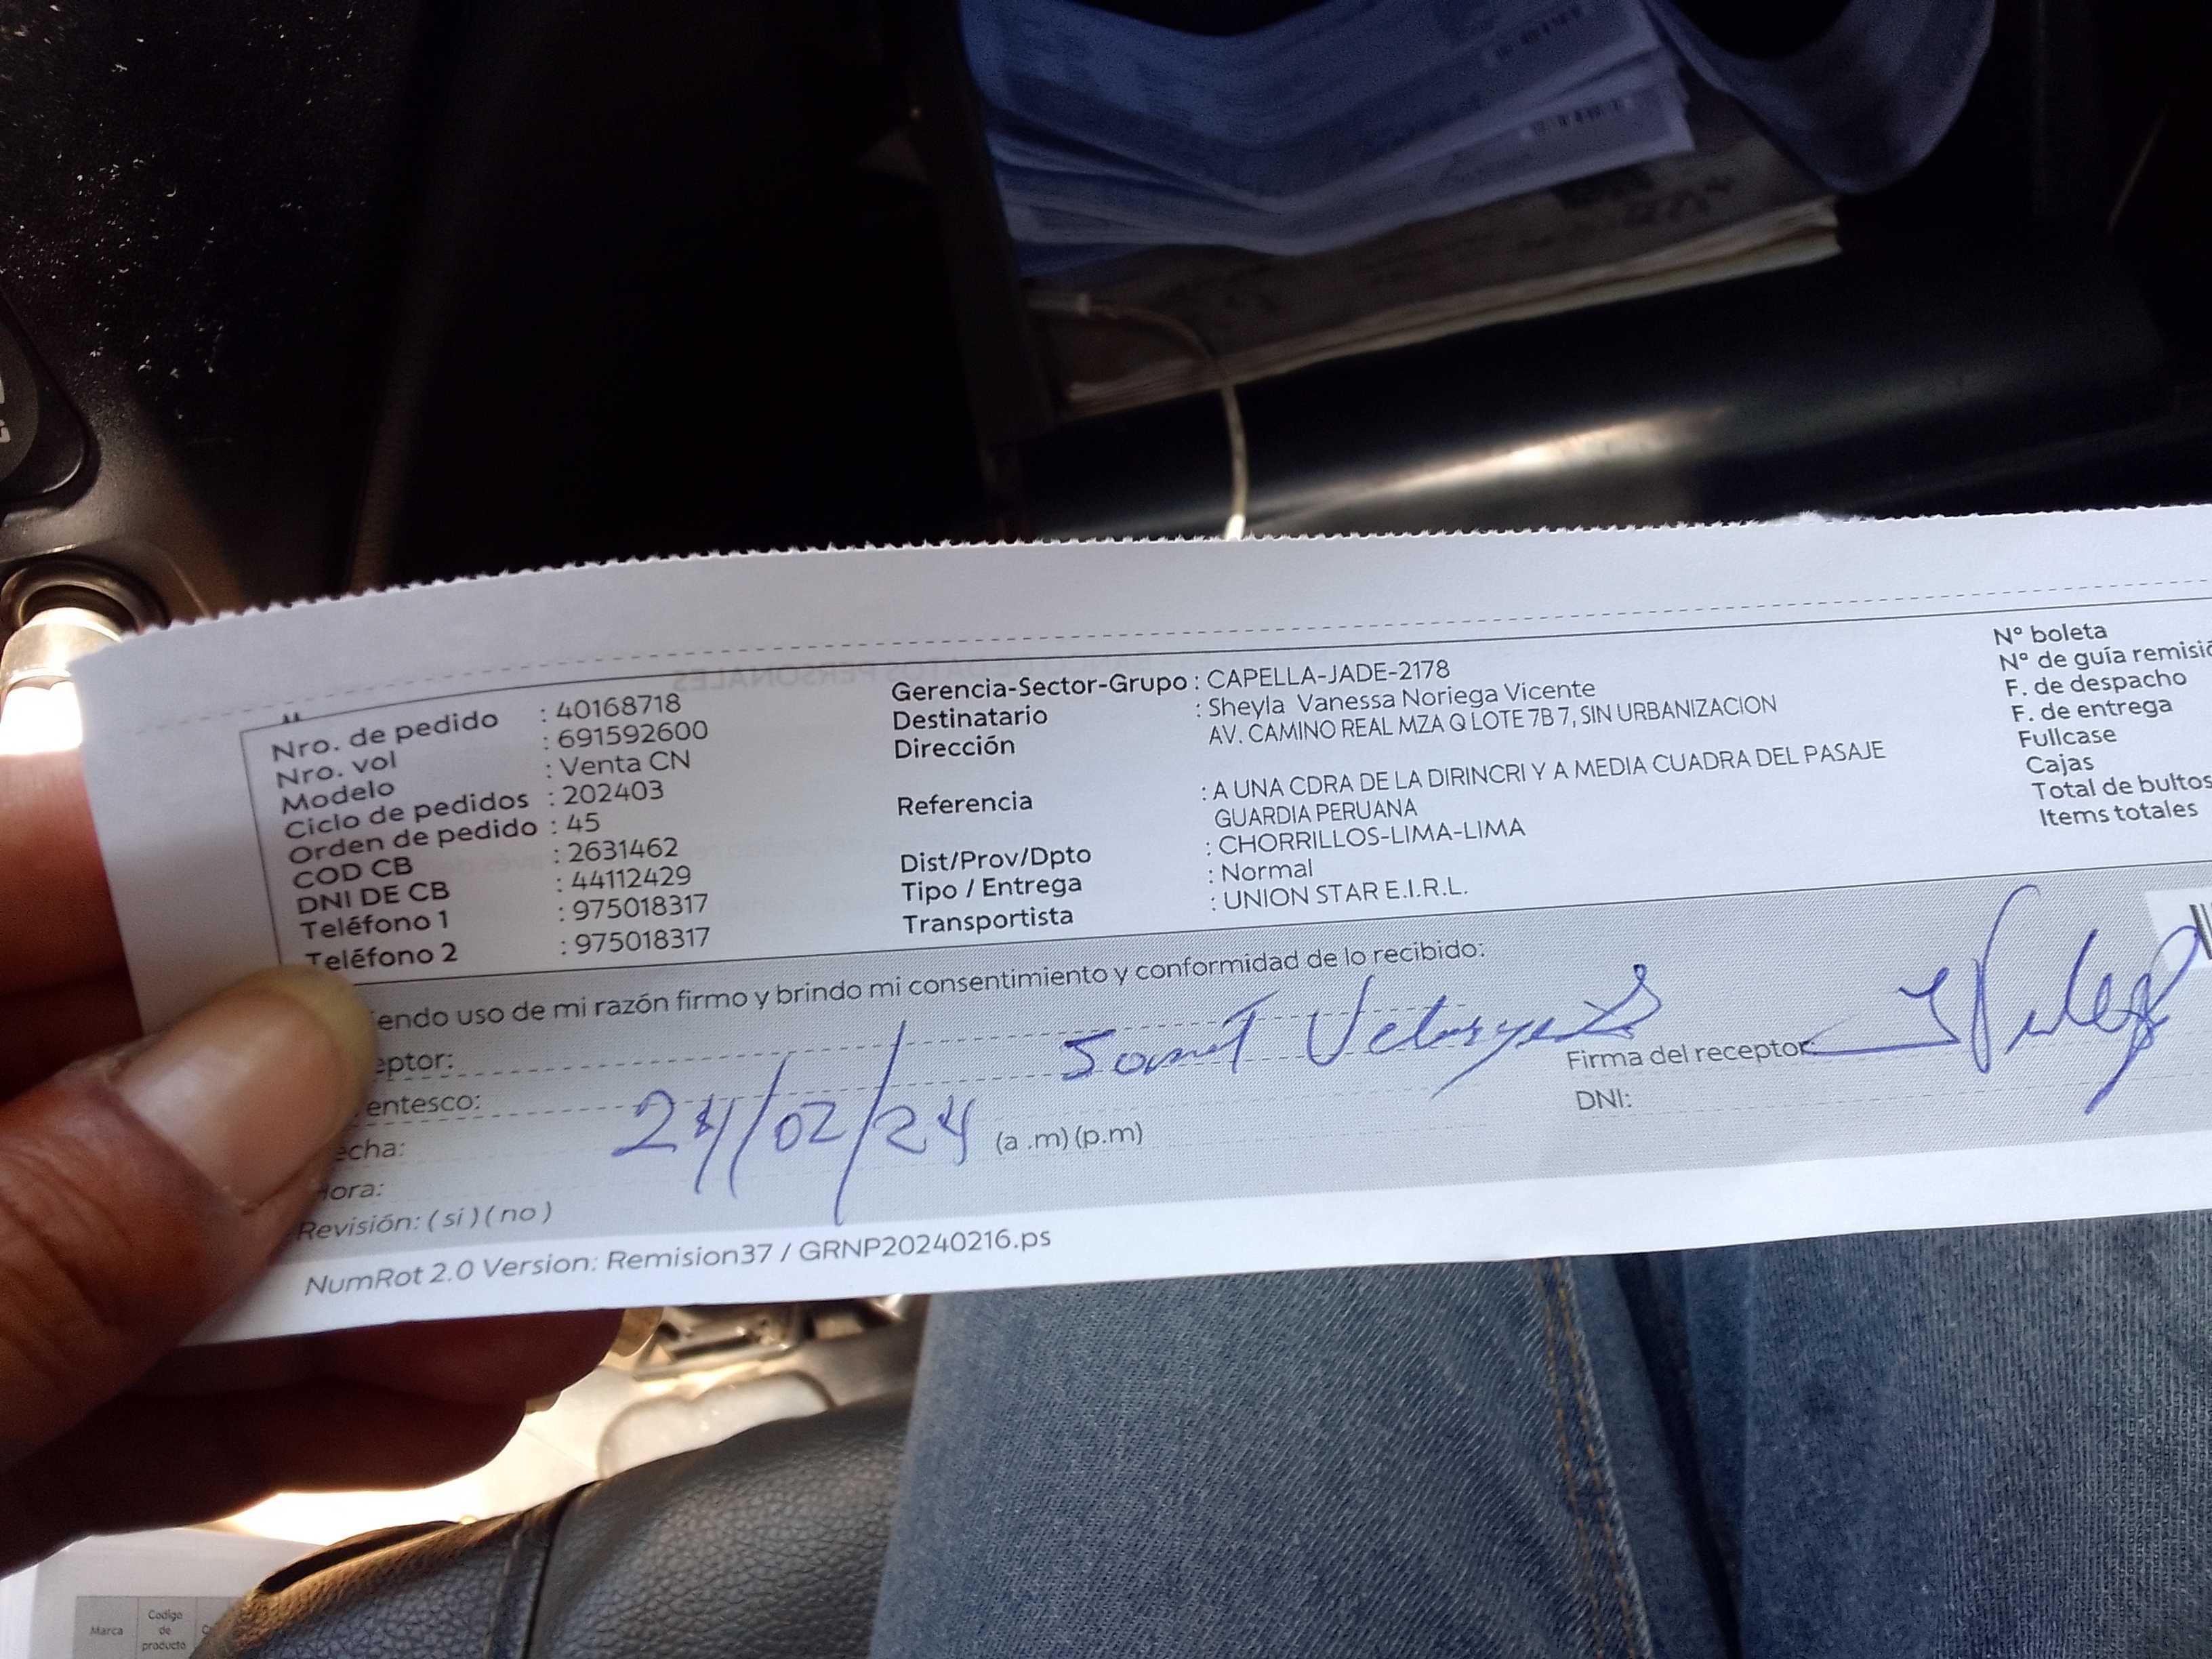 Nro. de pedido : 40168718
Nro. vol : 691592600
Modelo : Venta CN
Ciclo de pedidos : 202403
Orden de pedido : 45
COD CB : 2631462
DNI DE CB : 44112429
Teléfono 1 : 975018317
Teléfono 2 : 975018317
Gerencia-Sector-Grupo : CAPELLA-JADE-2178
Destinatario : Sheyla Vanessa Noriega Vicente
Dirección AV. CAMINO REAL MZA Q LOTE 7B 7, SIN URBANIZACION
Referencia : A UNA CDRA DE LA DIRINCRI Y A MEDIA CUADRA DEL PASAJE
GUARDIA PERUANA
Dist/Prov/Dpto : CHORRILLOS-LIMA-LIMA
Tipo / Entrega : Normal
Transportista : UNION STAR E.I.R.L.
N° boleta
N° de guía remisió
F. de despacho
F. de entrega
Fullcase
Cajas
Total de bultos
Items totales
endo uso de mi razón firmo y brindo mi consentimiento y conformidad de lo recibido:
eptor:
entesco:
echa: 24/02/24 (a .m) (p.m)
ora:
Revisión: ( si ) ( no )
Firma del receptor
DNI:
NumRot 2.0 Version: Remision37 / GRNP20240216.ps
Marca
Codigo
de
producto